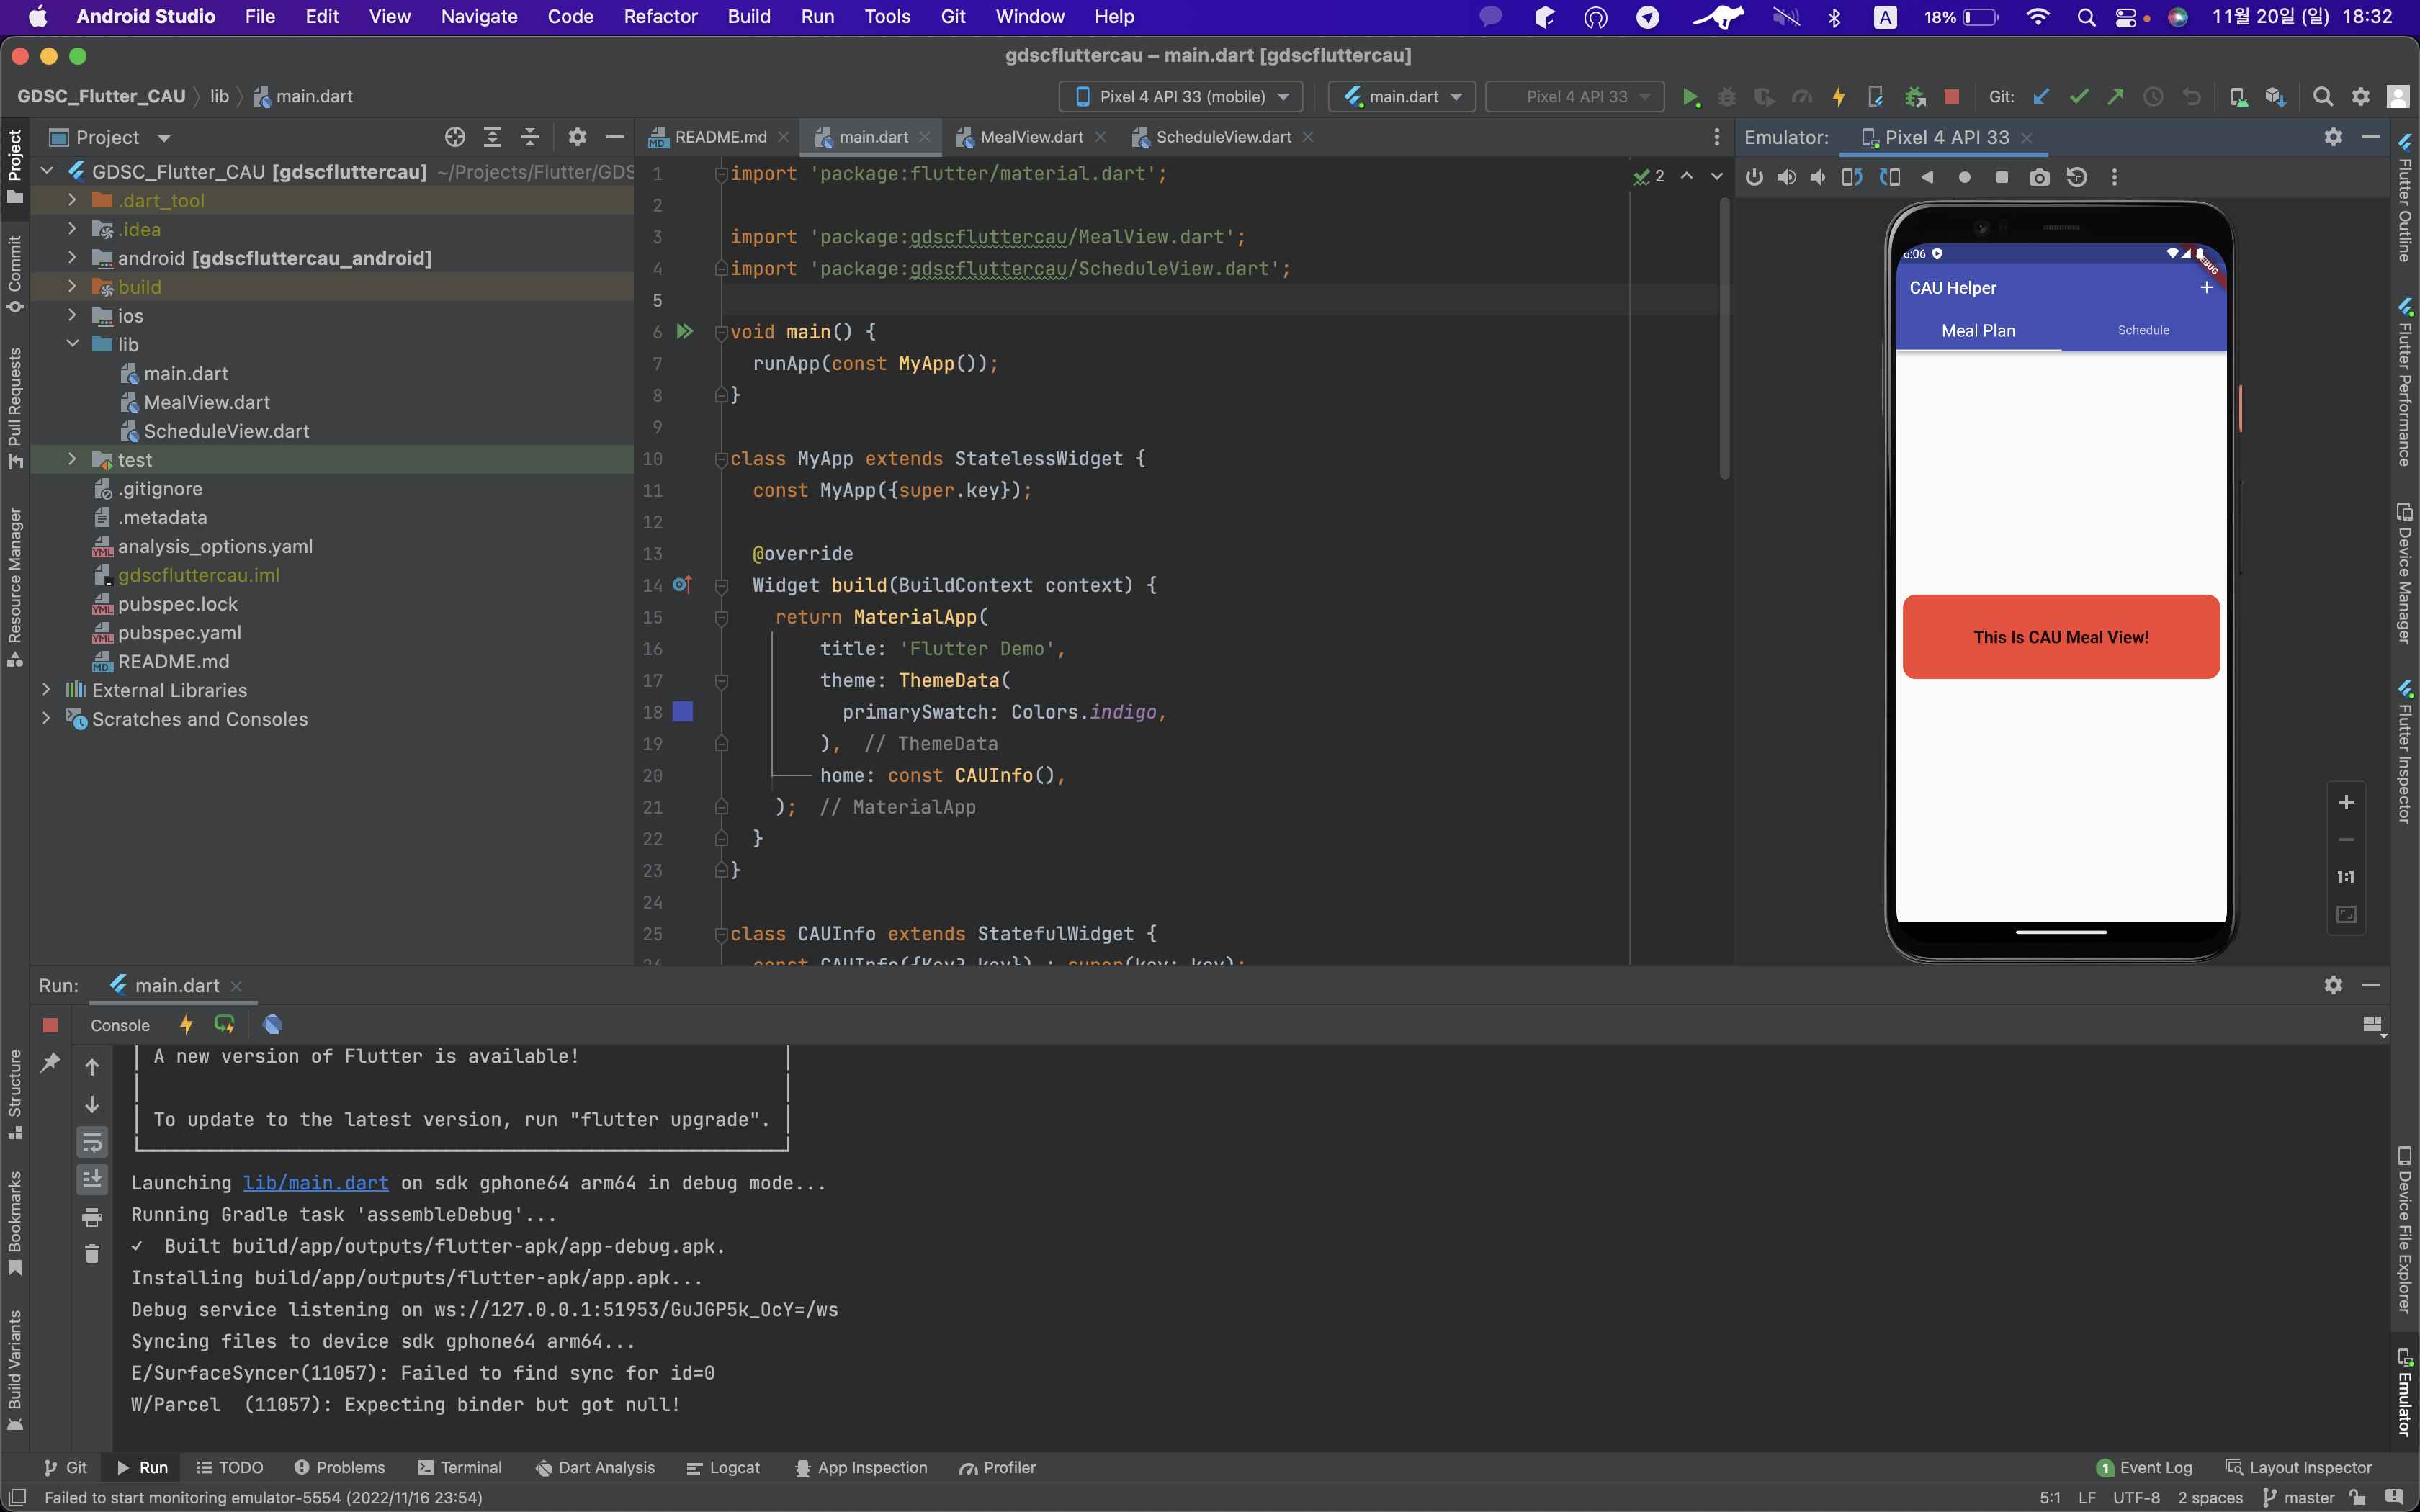 Android Studio File Edit View Navigate Code Refactor Build Run Tools Git Window Help A 18% 11월 20일 (일) 18:32
gdscfluttercau – main.dart [gdscfluttercau]
GDSC_Flutter_CAU lib main.dart Pixel 4 API 33 (mobile) main.dart Pixel 4 API 33 Git:
Project
README.md main.dart MealView.dart ScheduleView.dart
Emulator: Pixel 4 API 33
GDSC_Flutter_CAU [gdscfluttercau] ~/Projects/Flutter/GDS
.dart_tool
.idea
android [gdscfluttercau_android]
build
ios
lib
main.dart
MealView.dart
ScheduleView.dart
test
.gitignore
.metadata
analysis_options.yaml
gdscfluttercau.iml
pubspec.lock
pubspec.yaml
README.md
External Libraries
Scratches and Consoles
Project
Commit
Pull Requests
Resource Manager
Structure
Bookmarks
Build Variants
2
1 import 'package:flutter/material.dart';
2
3 import 'package:gdscfluttercau/MealView.dart';
4 import 'package:gdscfluttercau/ScheduleView.dart';
5
6 void main() {
7 runApp(const MyApp());
8 }
9
10 class MyApp extends StatelessWidget {
11 const MyApp({super.key});
12
13 @override
14 Widget build(BuildContext context) {
15 return MaterialApp(
16 title: 'Flutter Demo',
17 theme: ThemeData(
18 primarySwatch: Colors.indigo,
19 ), // ThemeData
20 home: const CAUInfo(),
21 ); // MaterialApp
22 }
23 }
24
25 class CAUInfo extends StatefulWidget {
26 const CAUInfo({Key? key}) : super(key: key);
6:06
DEBUG
CAU Helper +
Meal Plan Schedule
This Is CAU Meal View!
1:1
Flutter Outline
Flutter Performance
Device Manager
Flutter Inspector
Device File Explorer
Emulator
Run: main.dart
Console
A new version of Flutter is available!
To update to the latest version, run "flutter upgrade".
Launching lib/main.dart on sdk gphone64 arm64 in debug mode...
Running Gradle task 'assembleDebug'...
✓ Built build/app/outputs/flutter-apk/app-debug.apk.
Installing build/app/outputs/flutter-apk/app.apk...
Debug service listening on ws://127.0.0.1:51953/GuJGP5k_OcY=/ws
Syncing files to device sdk gphone64 arm64...
E/SurfaceSyncer(11057): Failed to find sync for id=0
W/Parcel (11057): Expecting binder but got null!
Git Run TODO Problems Terminal Dart Analysis Logcat App Inspection Profiler 1 Event Log Layout Inspector
Failed to start monitoring emulator-5554 (2022/11/16 23:54) 5:1 LF UTF-8 2 spaces master